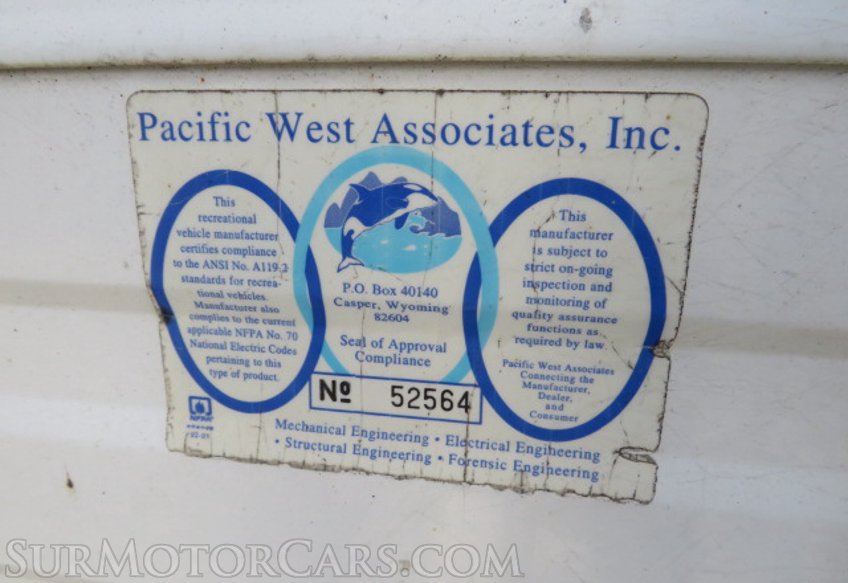 Pacific West Associates, Inc.
This
recreational
vehicle manufacturer
certifies compliance
to the ANSI No. A119.2
standards for recrea-
tional vehicles.
Manufacturer also
complies to the current
applicable NFPA No. 70
National Electric Codes
pertaining to this
type of product.
P.O. Box 40140
Casper, Wyoming
82604
Seal of Approval
Compliance
This
manufacturer
is subject to
strict on-going
inspection and
monitoring of
quality assurance
functions as
required by law.
Pacific West Associates
Connecting the
Manufacturer,
Dealer,
and
Consumer
Nº 52564
NFPA
Mechanical Engineering • Electrical Engineering
• Structural Engineering • Forensic Engineering
SurMotorCars.com